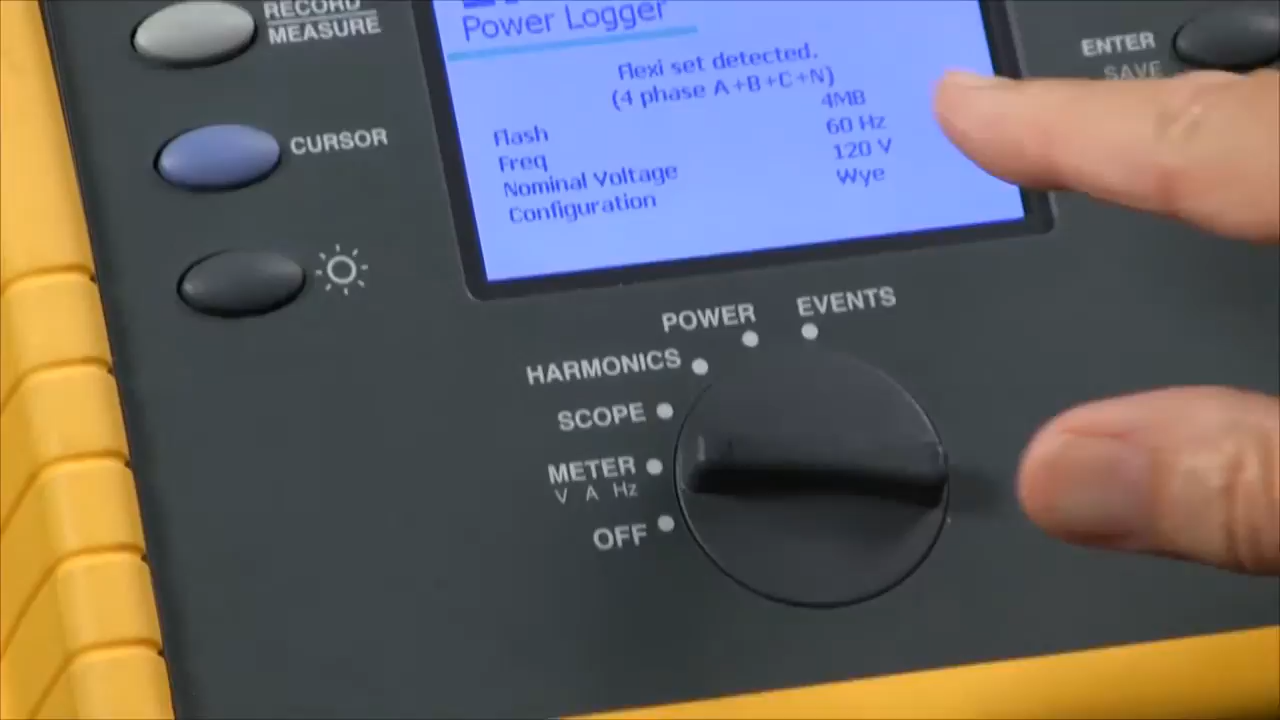 RECORD
MEASURE
CURSOR
Power Logger
Flexi set detected.
(4 phase A+B+C+N)
Flash 4MB
Freq 60 Hz
Nominal Voltage 120 V
Configuration Wye
ENTER
SAVE
POWER
EVENTS
HARMONICS
SCOPE
METER
V A Hz
OFF